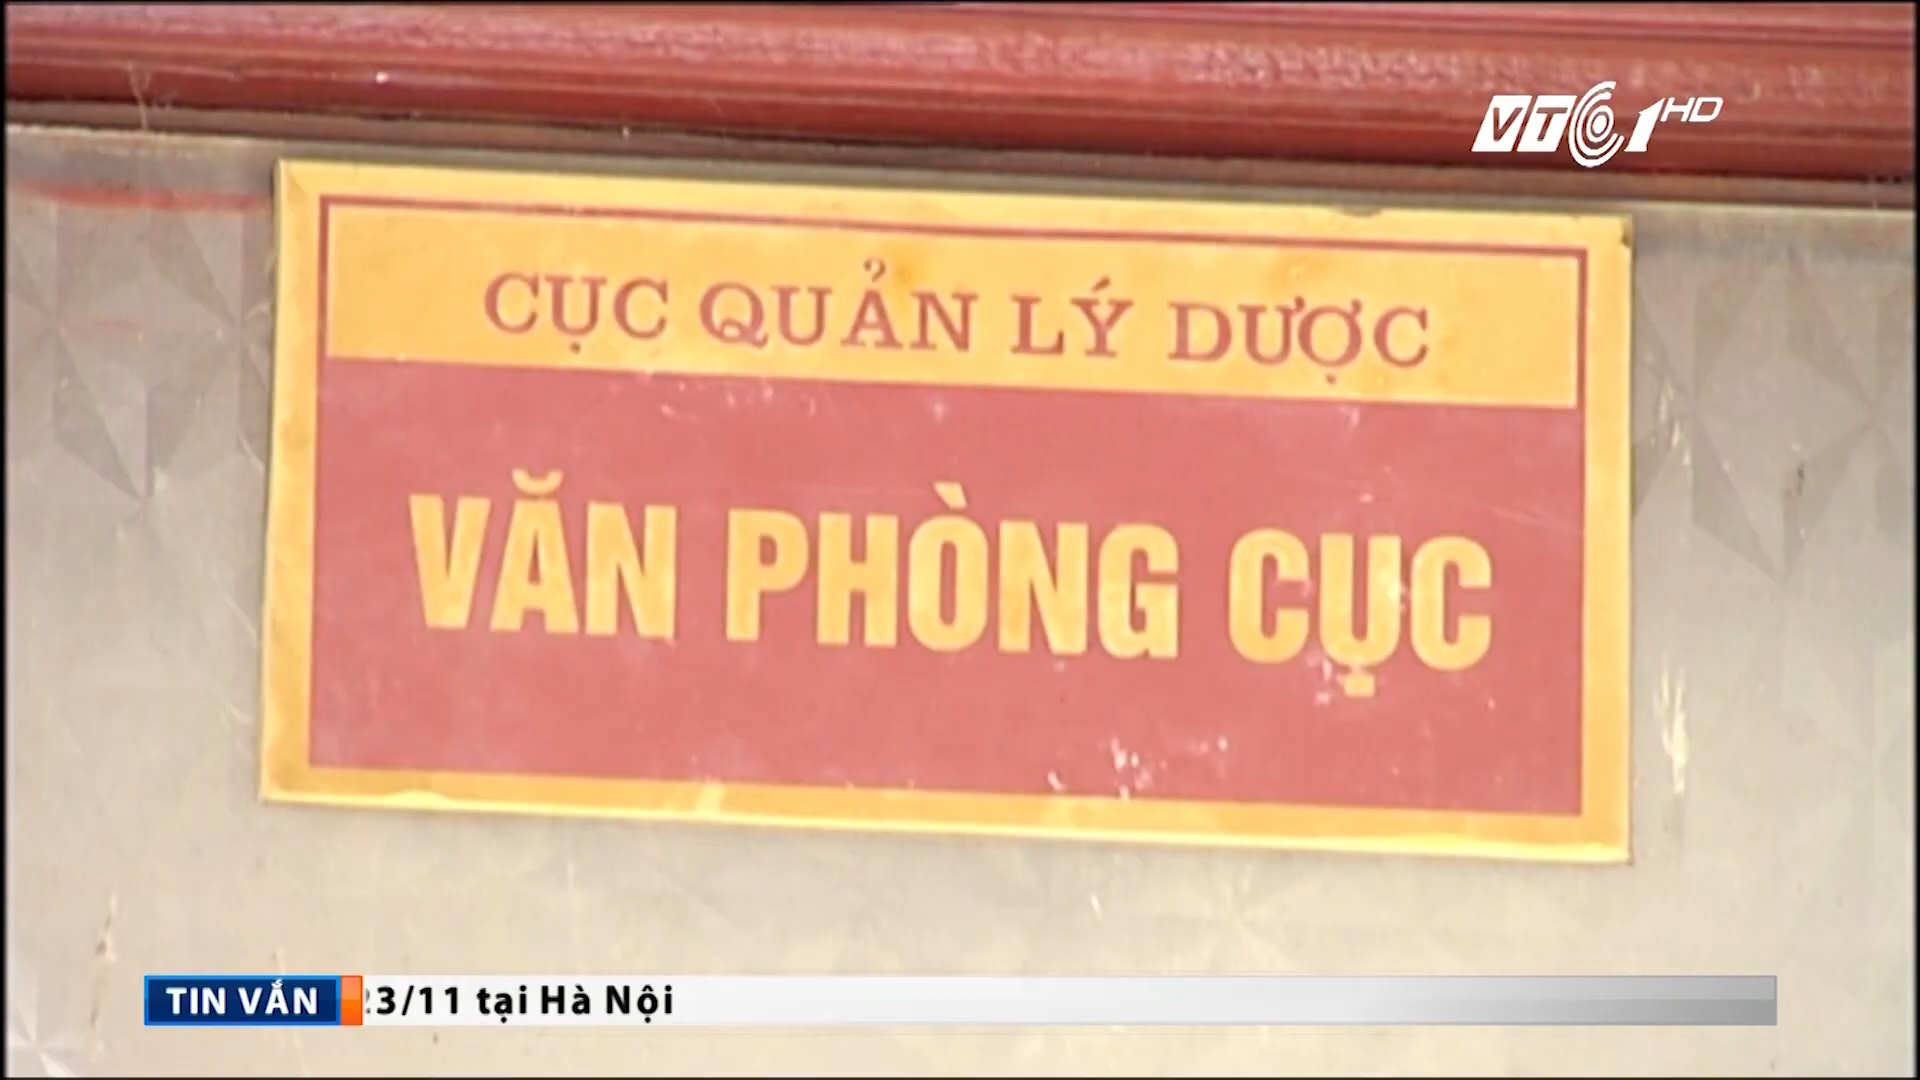 VTC1 HD
CỤC QUẢN LÝ DƯỢC
VĂN PHÒNG CỤC
TIN VẮN
23/11 tại Hà Nội